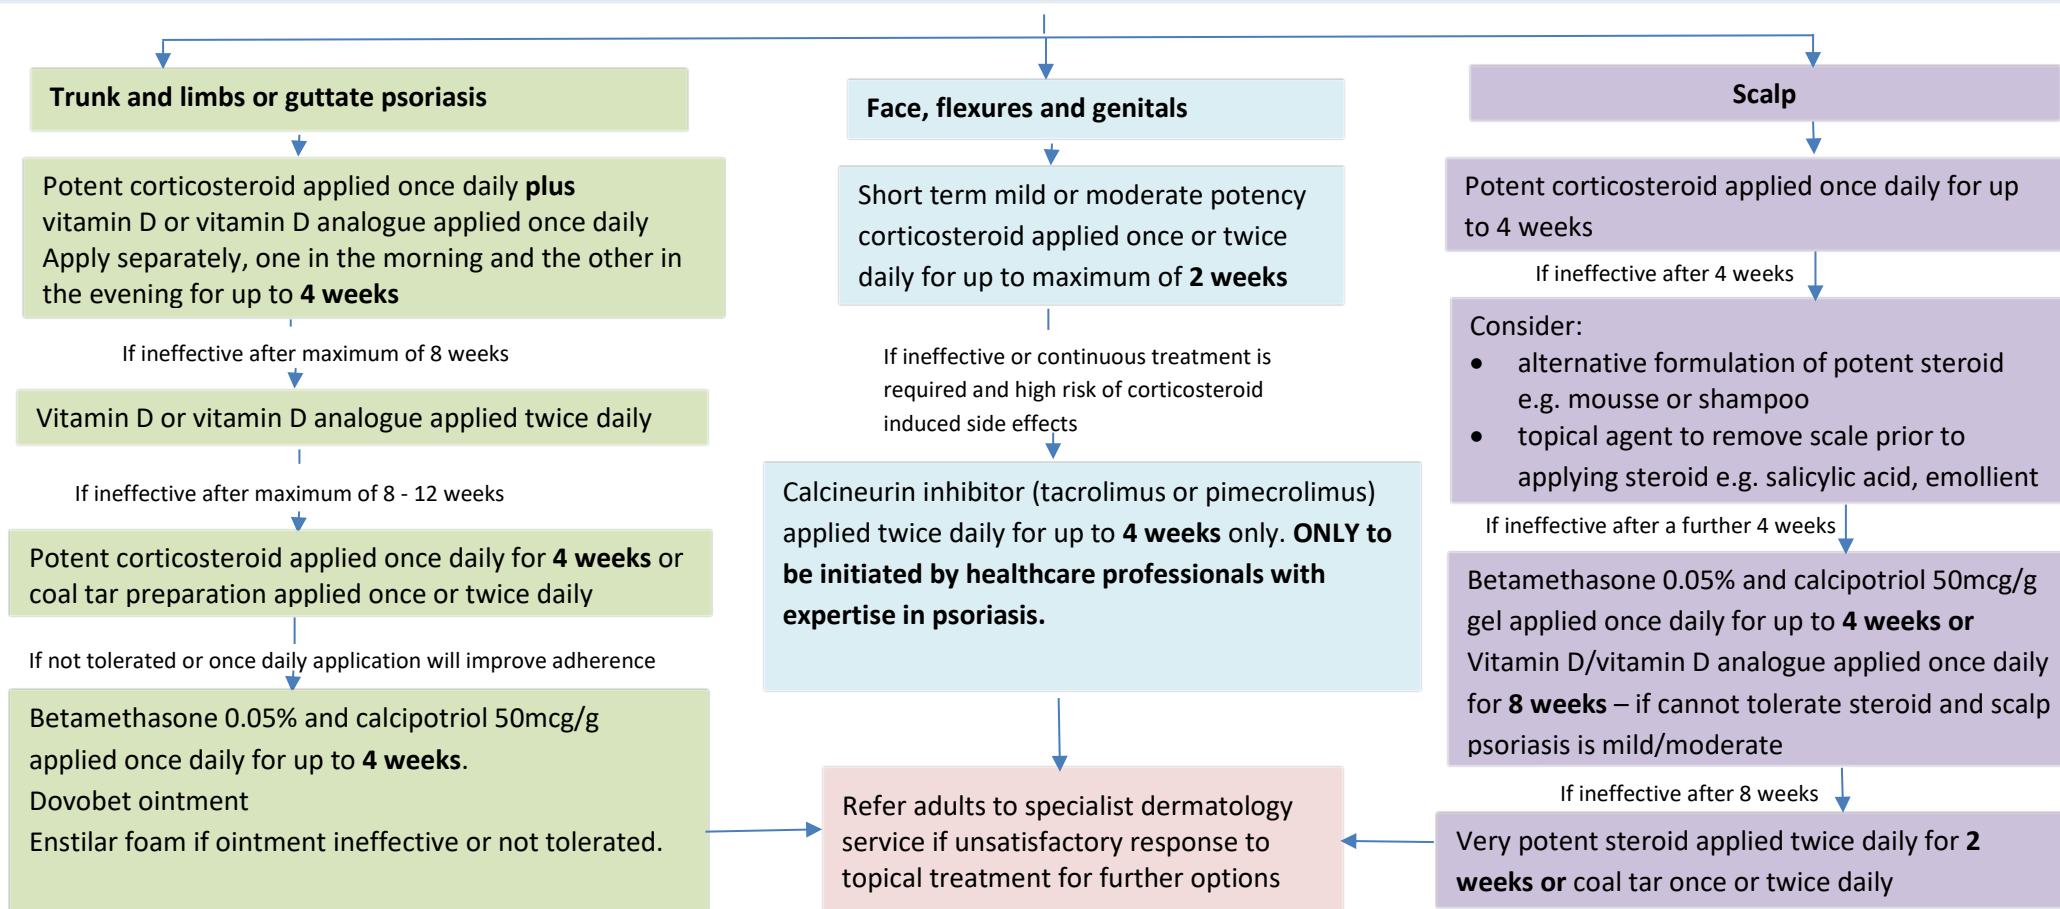 Trunk and limbs or guttate psoriasis
Potent corticosteroid applied once daily plus
vitamin D or vitamin D analogue applied once daily
Apply separately, one in the morning and the other in
the evening for up to 4 weeks
If ineffective after maximum of 8 weeks
Vitamin D or vitamin D analogue applied twice daily
If ineffective after maximum of 8 - 12 weeks
Potent corticosteroid applied once daily for 4 weeks or
coal tar preparation applied once or twice daily
If not tolerated or once daily application will improve adherence
Betamethasone 0.05% and calcipotriol 50mcg/g
applied once daily for up to 4 weeks.
Dovobet ointment
Enstilar foam if ointment ineffective or not tolerated.
Face, flexures and genitals
Short term mild or moderate potency
corticosteroid applied once or twice
daily for up to maximum of 2 weeks
If ineffective or continuous treatment is
required and high risk of corticosteroid
induced side effects
Calcineurin inhibitor (tacrolimus or pimecrolimus)
applied twice daily for up to 4 weeks only. ONLY to
be initiated by healthcare professionals with
expertise in psoriasis.
Refer adults to specialist dermatology
service if unsatisfactory response to
topical treatment for further options
Scalp
Potent corticosteroid applied once daily for up
to 4 weeks
If ineffective after 4 weeks
Consider:
• alternative formulation of potent steroid
e.g. mousse or shampoo
• topical agent to remove scale prior to
applying steroid e.g. salicylic acid, emollient
If ineffective after a further 4 weeks
Betamethasone 0.05% and calcipotriol 50mcg/g
gel applied once daily for up to 4 weeks or
Vitamin D/vitamin D analogue applied once daily
for 8 weeks – if cannot tolerate steroid and scalp
psoriasis is mild/moderate
If ineffective after 8 weeks
Very potent steroid applied twice daily for 2
weeks or coal tar once or twice daily